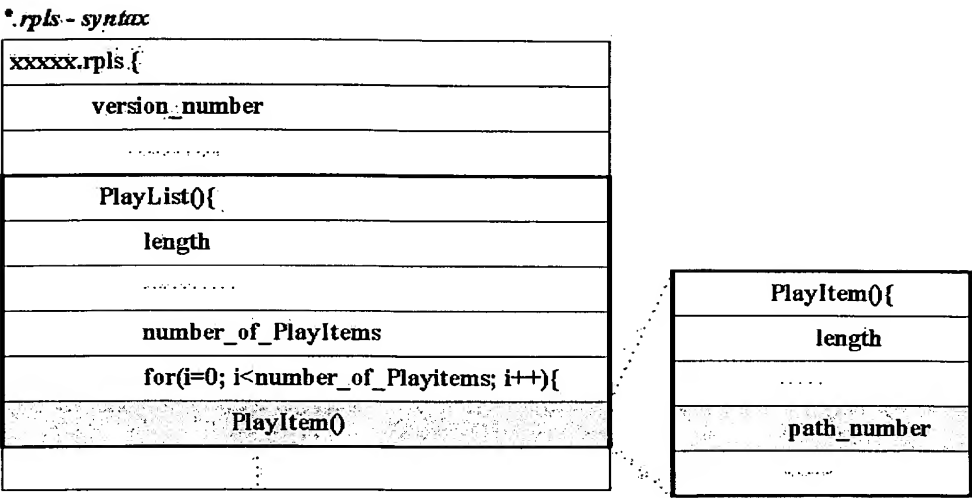 *.rpls - syntax
xxxxx.rpls {
version_number
..........
PlayList(){
length
..........
number_of_PlayItems
for(i=0; i<number_of_Playitems; i++){
PlayItem()
PlayItem(){
length
.....
path_number
.......